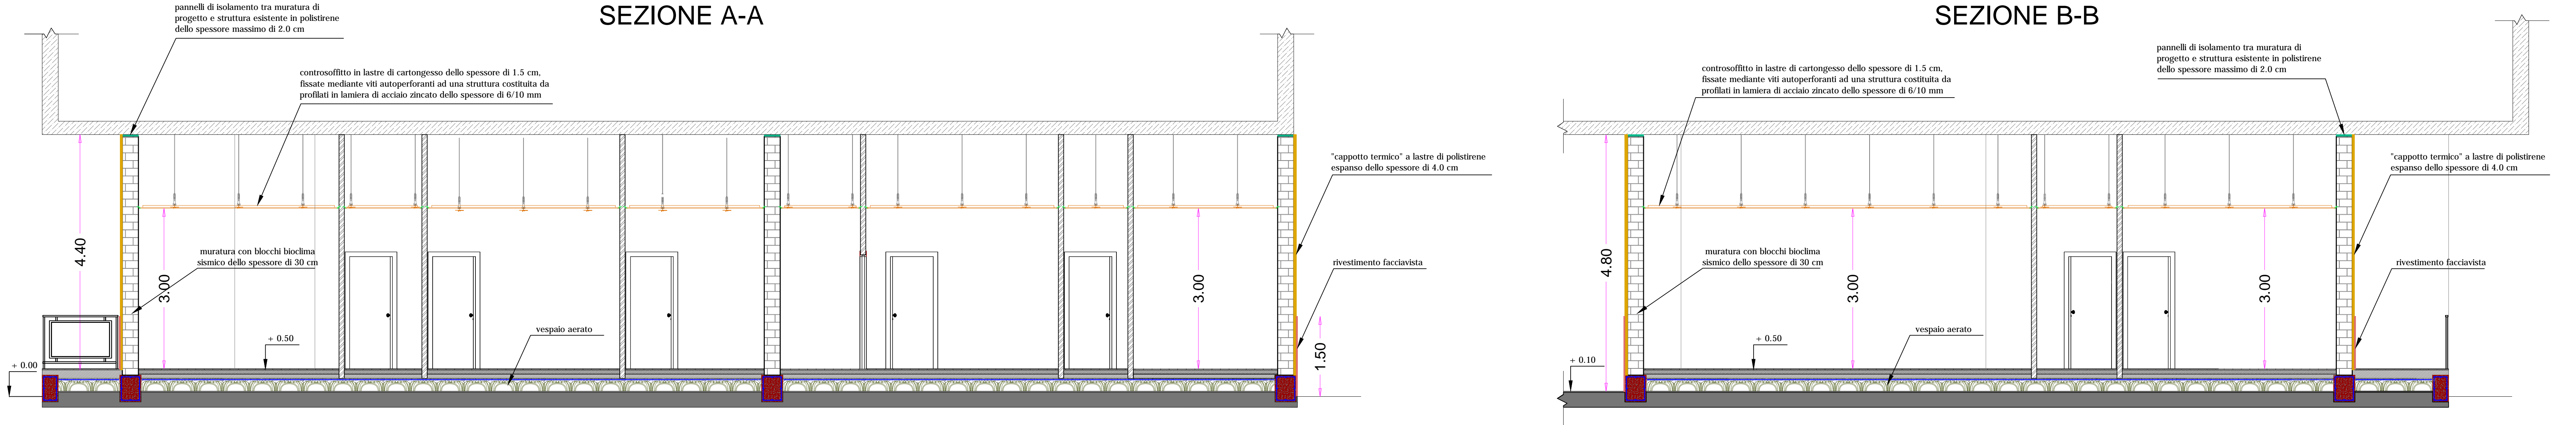 SEZIONE A-A
pannelli di isolamento tra muratura di
progetto e struttura esistente in polistirene
dello spessore massimo di 2.0 cm
controsoffitto in lastre di cartongesso dello spessore di 1.5 cm,
fissate mediante viti autoperforanti ad una struttura costituita da
profilati in lamiera di acciaio zincato dello spessore di 6/10 mm
"cappotto termico" a lastre di polistirene
espanso dello spessore di 4.0 cm
4.40
muratura con blocchi bioclima
sismico dello spessore di 30 cm
3.00
3.00
rivestimento facciavista
vespaio aerato
+ 0.50
1.50
+ 0.00
SEZIONE B-B
pannelli di isolamento tra muratura di
progetto e struttura esistente in polistirene
dello spessore massimo di 2.0 cm
controsoffitto in lastre di cartongesso dello spessore di 1.5 cm,
fissate mediante viti autoperforanti ad una struttura costituita da
profilati in lamiera di acciaio zincato dello spessore di 6/10 mm
"cappotto termico" a lastre di polistirene
espanso dello spessore di 4.0 cm
4.80
muratura con blocchi bioclima
sismico dello spessore di 30 cm
3.00
3.00
rivestimento facciavista
vespaio aerato
+ 0.50
+ 0.10